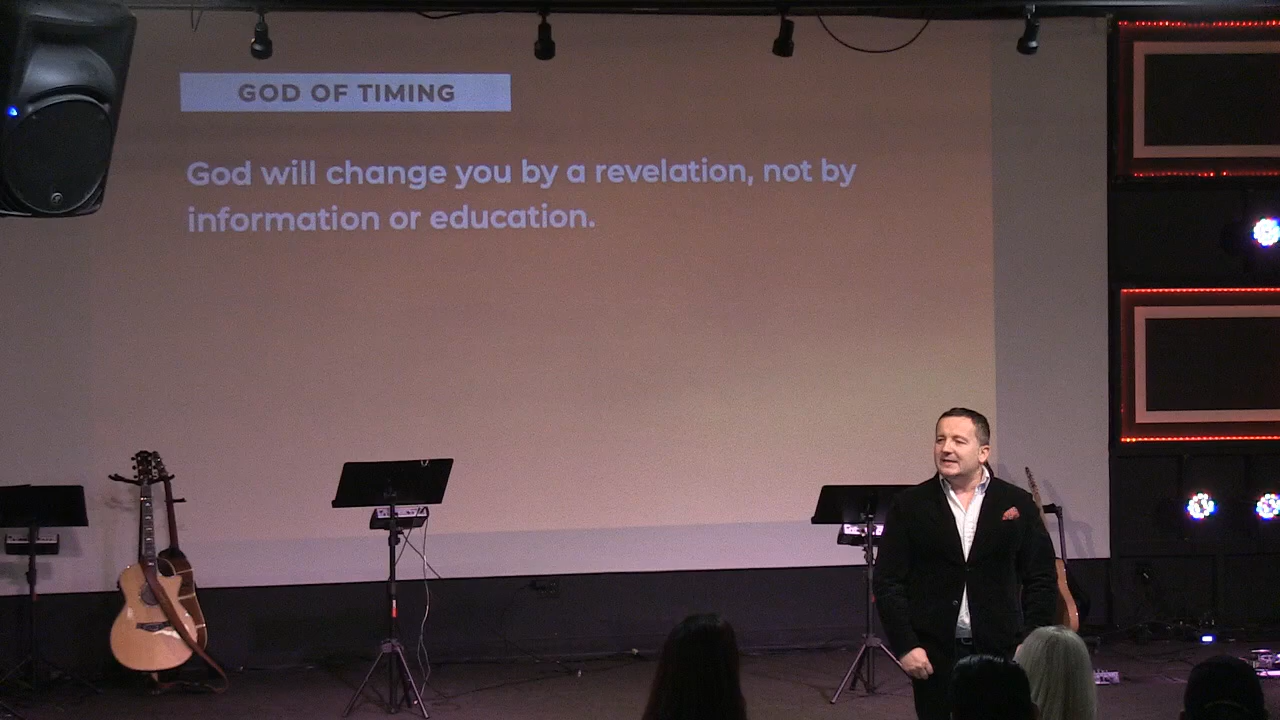 GOD OF TIMING
God will change you by a revelation, not by
information or education.